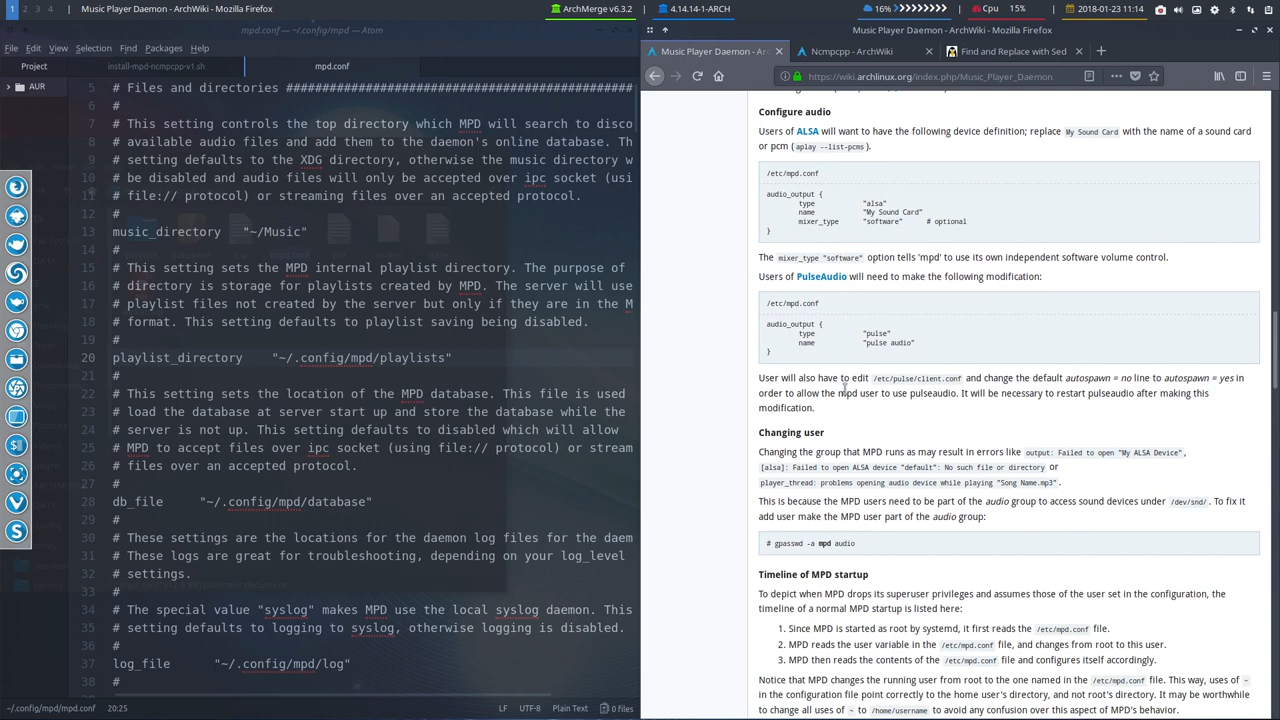 1 2 3 4 5 Music Player Daemon - ArchWiki - Mozilla Firefox ArchMerge v6.3.2 4.14.14-1-ARCH 16% Cpu 15% 2018-01-23 11:14
mpd.conf — ~/.config/mpd — Atom
File Edit View Selection Find Packages Help
Project install-mpd-ncmpcpp-v1.sh mpd.conf
AUR
5 # Files and directories ###########################################
6 #
7 # This setting controls the top directory which MPD will search to disco
8 # available audio files and add them to the daemon's online database. Th
9 # setting defaults to the XDG directory, otherwise the music directory w
10 # be disabled and audio files will only be accepted over ipc socket (usi
11 # file:// protocol) or streaming files over an accepted protocol.
12 #
13 music_directory "~/Music"
14 #
15 # This setting sets the MPD internal playlist directory. The purpose of
16 # directory is storage for playlists created by MPD. The server will use
17 # playlist files not created by the server but only if they are in the M
18 # format. This setting defaults to playlist saving being disabled.
19 #
20 playlist_directory "~/.config/mpd/playlists"
21 #
22 # This setting sets the location of the MPD database. This file is used
23 # load the database at server start up and store the database while the
24 # server is not up. This setting defaults to disabled which will allow
25 # MPD to accept files over ipc socket (using file:// protocol) or stream
26 # files over an accepted protocol.
27 #
28 db_file "~/.config/mpd/database"
29 #
30 # These settings are the locations for the daemon log files for the daem
31 # These logs are great for troubleshooting, depending on your log_level
32 # settings.
33 #
34 # The special value "syslog" makes MPD use the local syslog daemon. This
35 # setting defaults to logging to syslog, otherwise logging is disabled.
36 #
37 log_file "~/.config/mpd/log"
38 #
~/.config/mpd/mpd.conf 20:25 LF UTF-8 Plain Text 0 files
Music Player Daemon - ArchWiki - Mozilla Firefox
Music Player Daemon - Arc Ncmpcpp - ArchWiki Find and Replace with Sed
https://wiki.archlinux.org/index.php/Music_Player_Daemon
Configure audio
Users of ALSA will want to have the following device definition; replace My Sound Card with the name of a sound card
or pcm ( aplay --list-pcms ).
/etc/mpd.conf
audio_output {
type "alsa"
name "My Sound Card"
mixer_type "software" # optional
}
The mixer_type "software" option tells 'mpd' to use its own independent software volume control.
Users of PulseAudio will need to make the following modification:
/etc/mpd.conf
audio_output {
type "pulse"
name "pulse audio"
}
User will also have to edit /etc/pulse/client.conf and change the default autospawn = no line to autospawn = yes in
order to allow the mpd user to use pulseaudio. It will be necessary to restart pulseaudio after making this
modification.
Changing user
Changing the group that MPD runs as may result in errors like output: Failed to open "My ALSA Device",
[alsa]: Failed to open ALSA device "default": No such file or directory or
player_thread: problems opening audio device while playing "Song Name.mp3".
This is because the MPD users need to be part of the audio group to access sound devices under /dev/snd/. To fix it
add user make the MPD user part of the audio group:
# gpasswd -a mpd audio
Timeline of MPD startup
To depict when MPD drops its superuser privileges and assumes those of the user set in the configuration, the
timeline of a normal MPD startup is listed here:
1. Since MPD is started as root by systemd, it first reads the /etc/mpd.conf file.
2. MPD reads the user variable in the /etc/mpd.conf file, and changes from root to this user.
3. MPD then reads the contents of the /etc/mpd.conf file and configures itself accordingly.
Notice that MPD changes the running user from root to the one named in the /etc/mpd.conf file. This way, uses of ~
in the configuration file point correctly to the home user's directory, and not root's directory. It may be worthwhile
to change all uses of ~ to /home/username to avoid any confusion over this aspect of MPD's behavior.